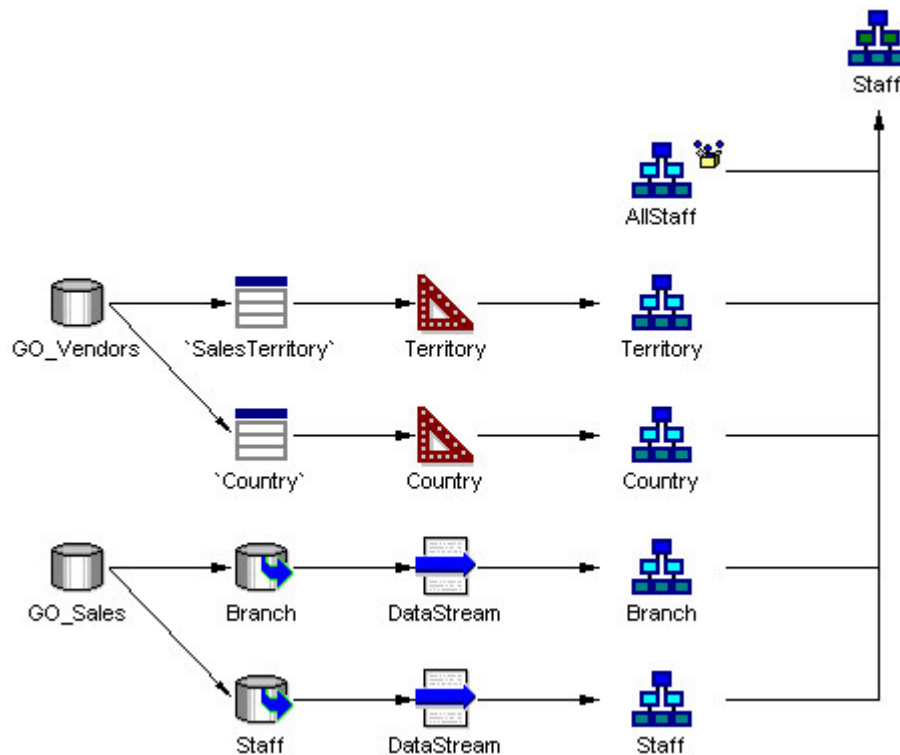 Staff
AllStaff
GO_Vendors
`SalesTerritory`
Territory
Territory
`Country`
Country
Country
GO_Sales
Branch
DataStream
Branch
Staff
DataStream
Staff